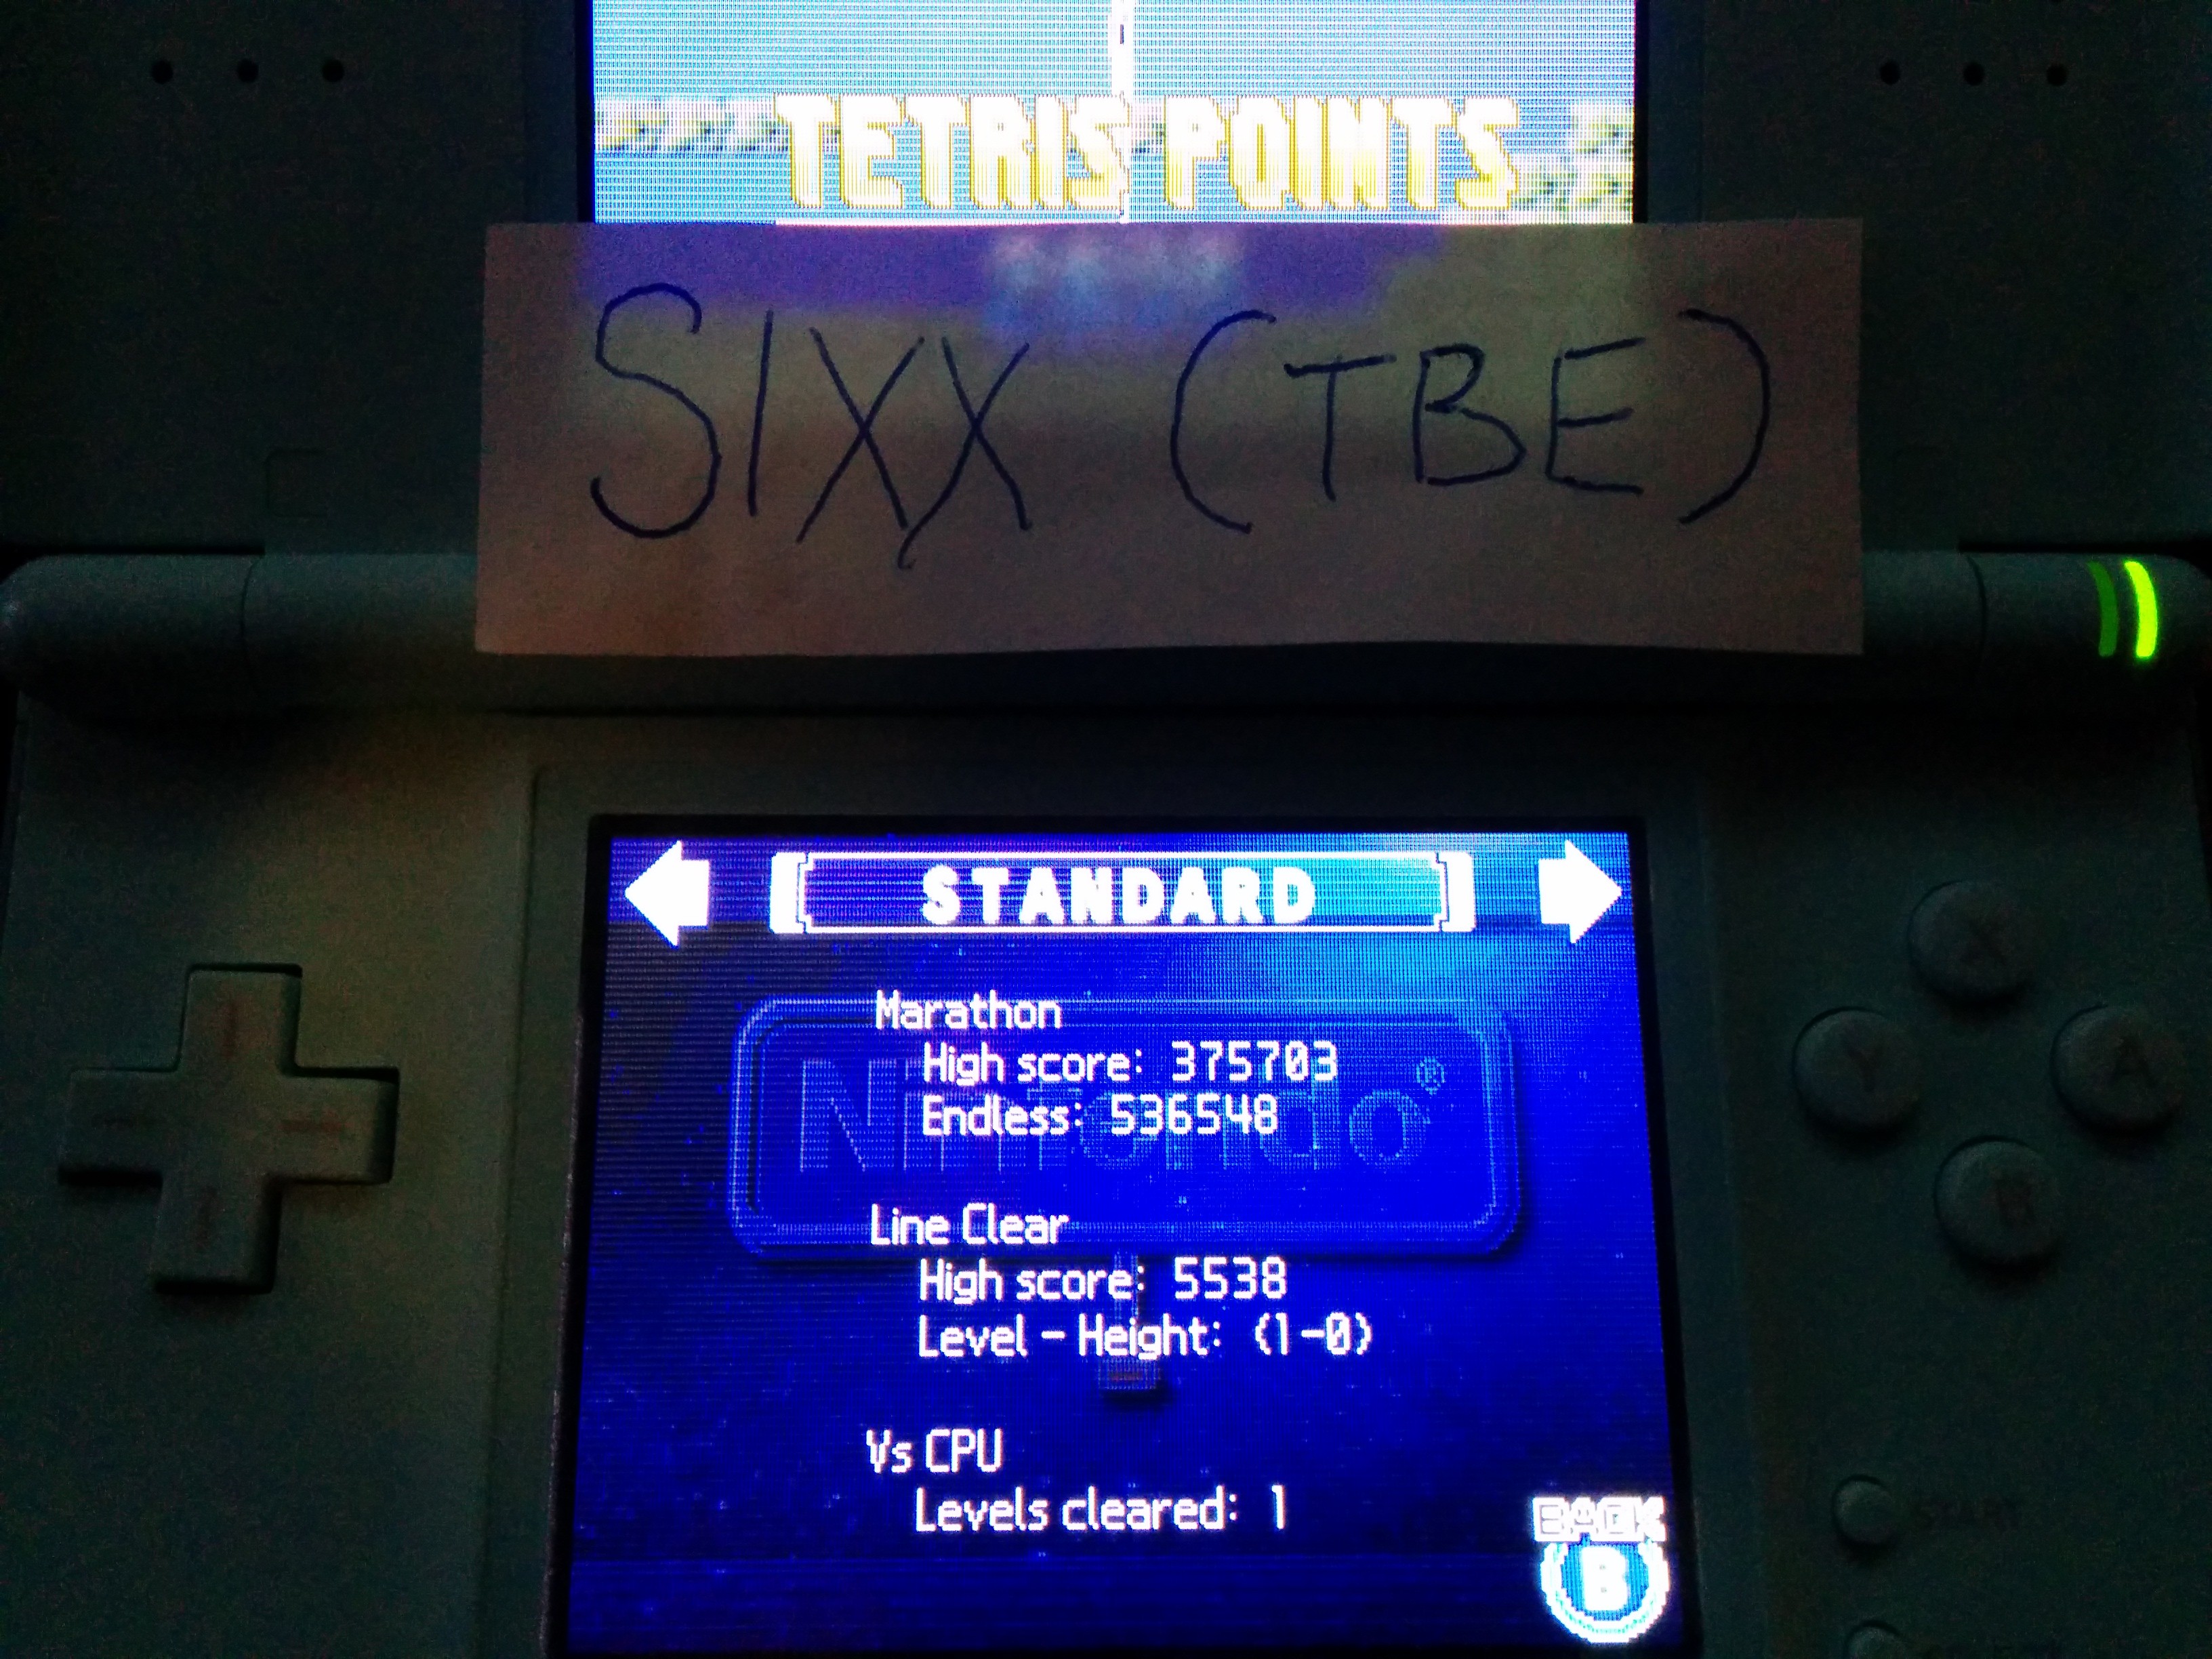 TETRIS POINTS
SIXX (TBE)
STANDARD
Marathon
High score: 375703
Endless: 536548
Nintendo®
Line Clear
High score: 5538
Level - Height: (1-0)
Vs CPU
Levels cleared: 1
BACK
B
X
Y
A
B